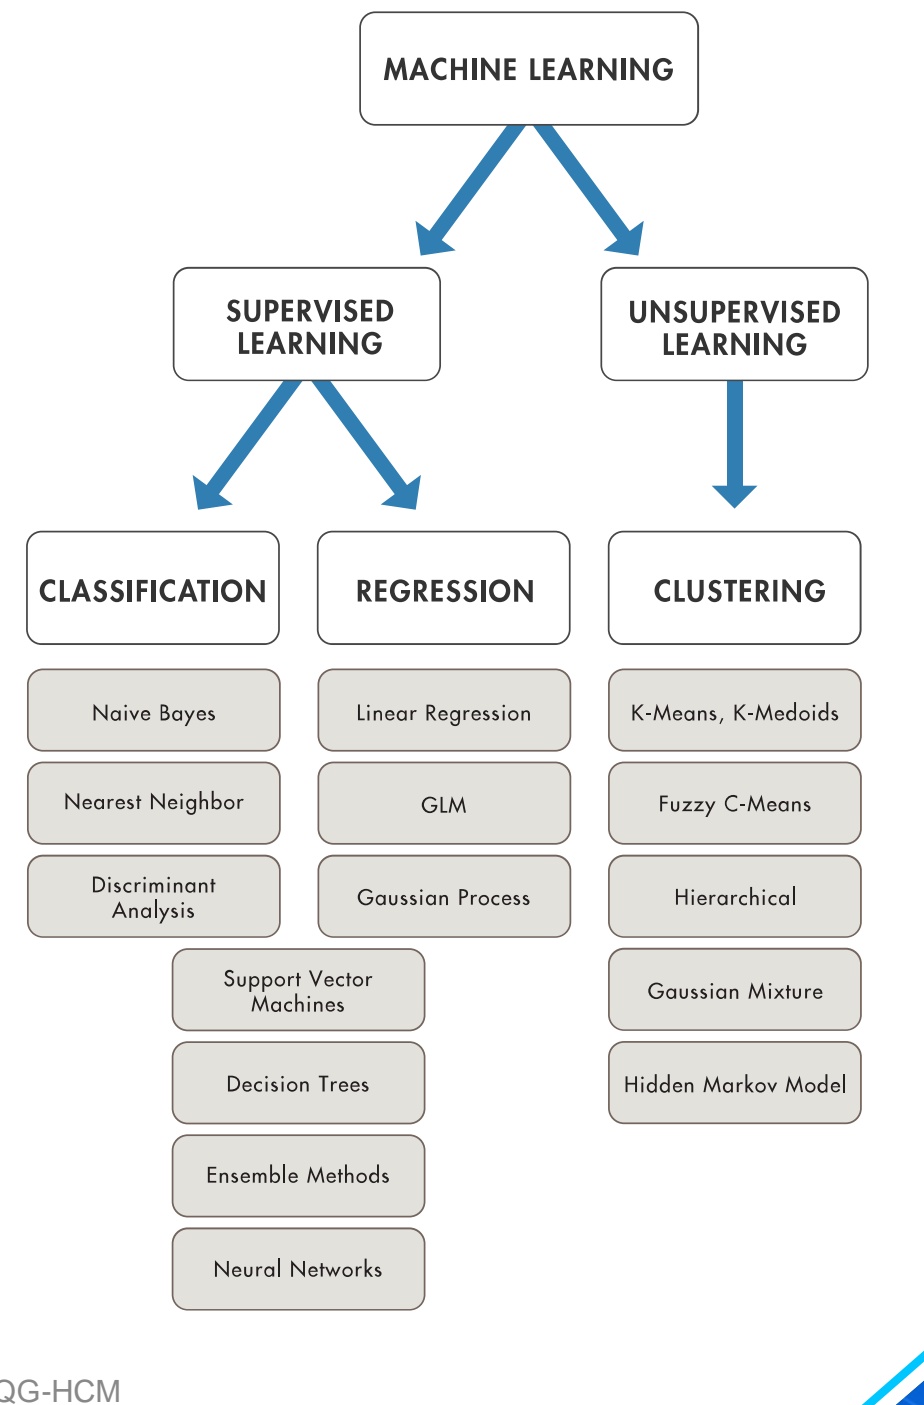 MACHINE LEARNING
SUPERVISED
LEARNING
UNSUPERVISED
LEARNING
CLASSIFICATION
REGRESSION
CLUSTERING
Naive Bayes
Linear Regression
K-Means, K-Medoids
Nearest Neighbor
GLM
Fuzzy C-Means
Discriminant
Analysis
Gaussian Process
Hierarchical
Support Vector
Machines
Gaussian Mixture
Decision Trees
Hidden Markov Model
Ensemble Methods
Neural Networks
QG-HCM